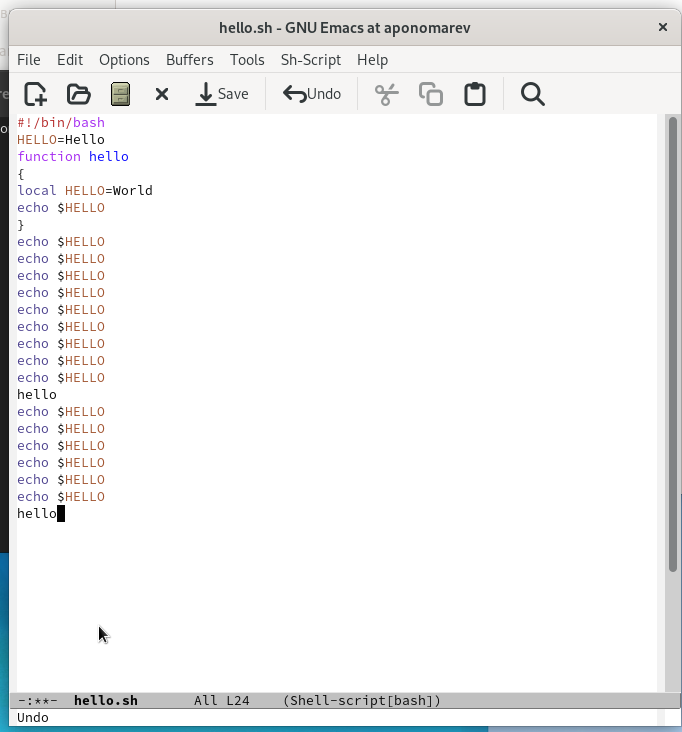 hello.sh - GNU Emacs at aponomarev ×
File Edit Options Buffers Tools Sh-Script Help
Save Undo
#!/bin/bash
HELLO=Hello
function hello
{
local HELLO=World
echo $HELLO
}
echo $HELLO
echo $HELLO
echo $HELLO
echo $HELLO
echo $HELLO
echo $HELLO
echo $HELLO
echo $HELLO
echo $HELLO
hello
echo $HELLO
echo $HELLO
echo $HELLO
echo $HELLO
echo $HELLO
echo $HELLO
hello
-:**- hello.sh All L24 (Shell-script[bash])
Undo